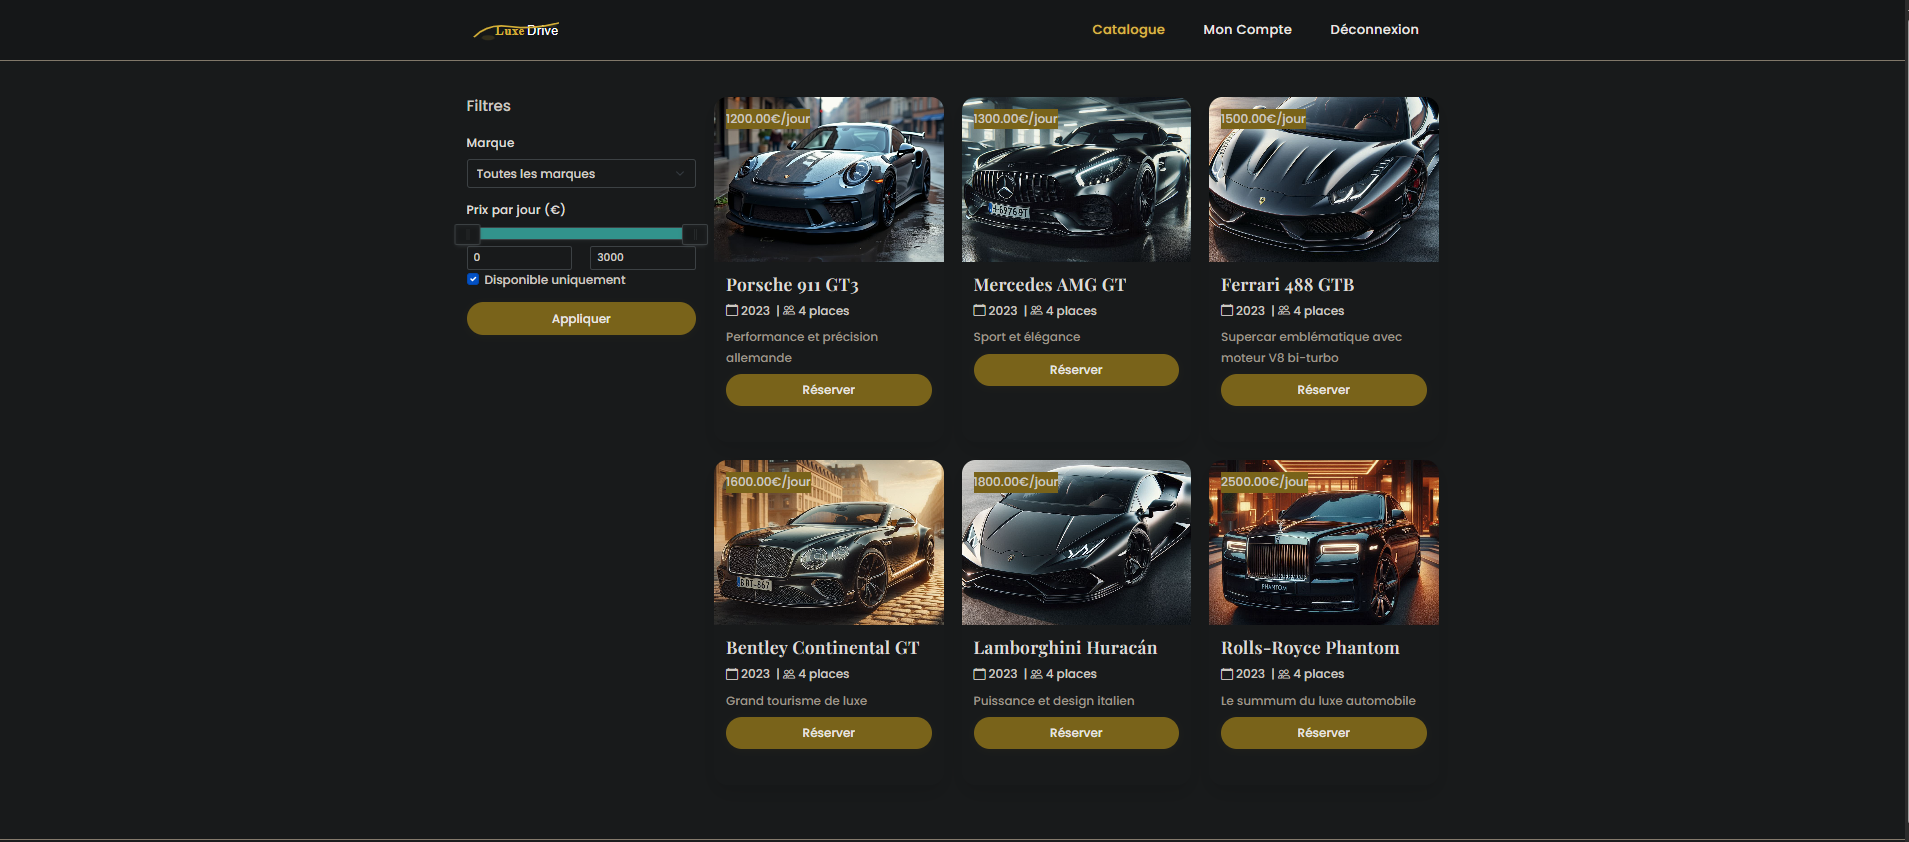 LuxeDrive
Catalogue
Mon Compte
Déconnexion
Filtres
Marque
Toutes les marques
Prix par jour (€)
0
3000
Disponible uniquement
Appliquer
1200.00€/jour
Porsche 911 GT3
2023 | 4 places
Performance et précision
allemande
Réserver
1300.00€/jour
Mercedes AMG GT
2023 | 4 places
Sport et élégance
Réserver
1500.00€/jour
Ferrari 488 GTB
2023 | 4 places
Supercar emblématique avec
moteur V8 bi-turbo
Réserver
1600.00€/jour
Bentley Continental GT
2023 | 4 places
Grand tourisme de luxe
Réserver
1800.00€/jour
Lamborghini Huracán
2023 | 4 places
Puissance et design italien
Réserver
2500.00€/jour
PHANTOM
Rolls-Royce Phantom
2023 | 4 places
Le summum du luxe automobile
Réserver